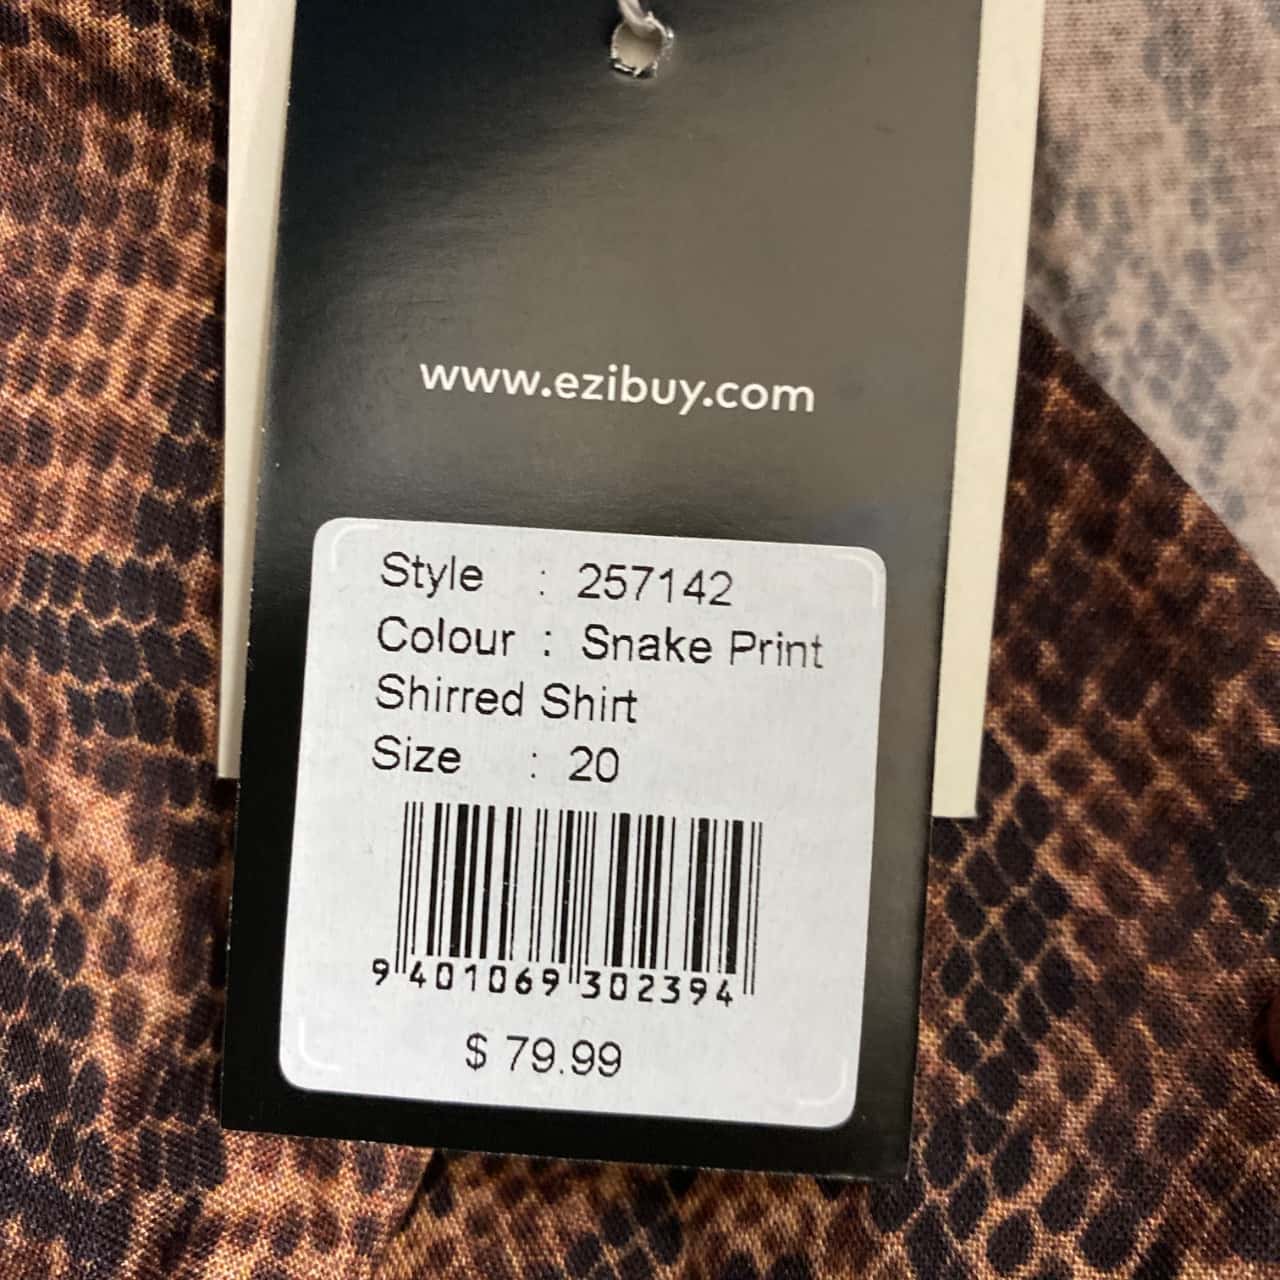 www.ezibuy.com
Style : 257142
Colour : Snake Print
Shirred Shirt
Size : 20
9 401069 302394
$ 79.99